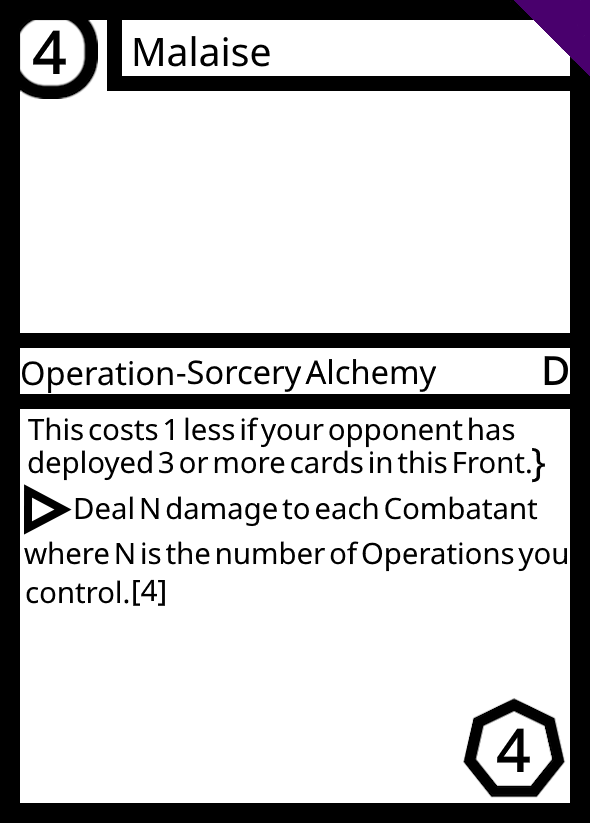 4
Malaise
Operation-Sorcery Alchemy D
This costs 1 less if your opponent has
deployed 3 or more cards in this Front.}
Deal N damage to each Combatant
where N is the number of Operations you
control.[4]
4